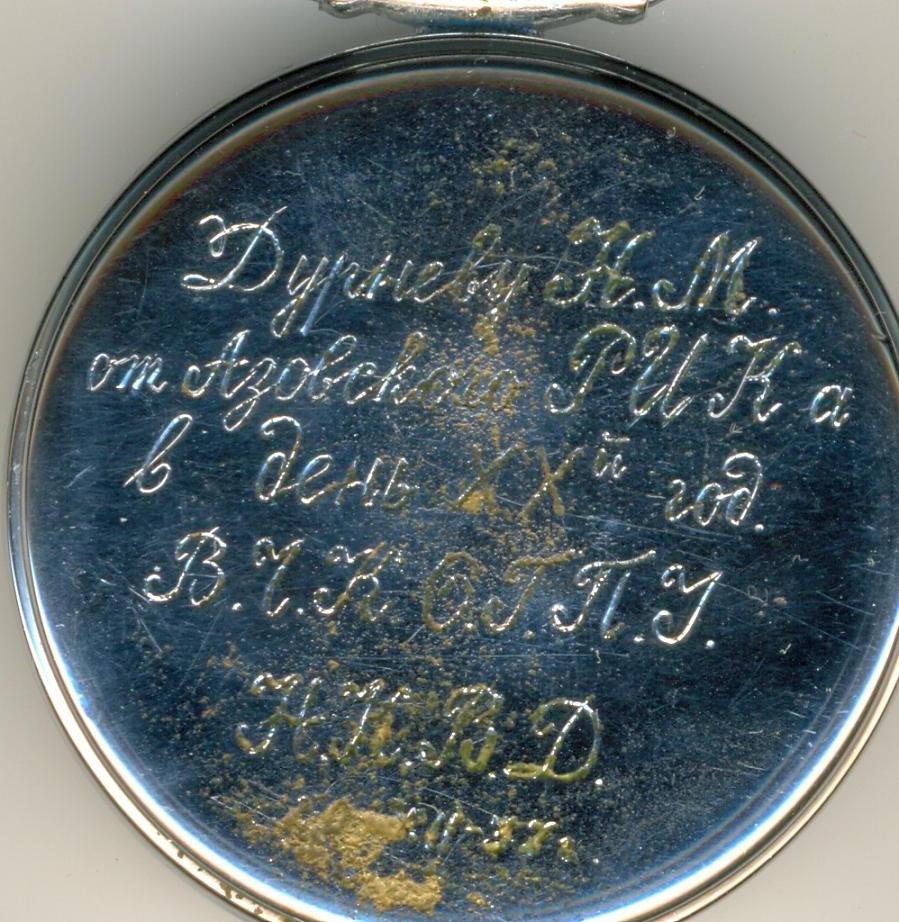 Дурневу Н. М.
от Азовского РИК а
в день XXй год.
В. Ч. К О. Г. П. У.
Н. К. В. Д.